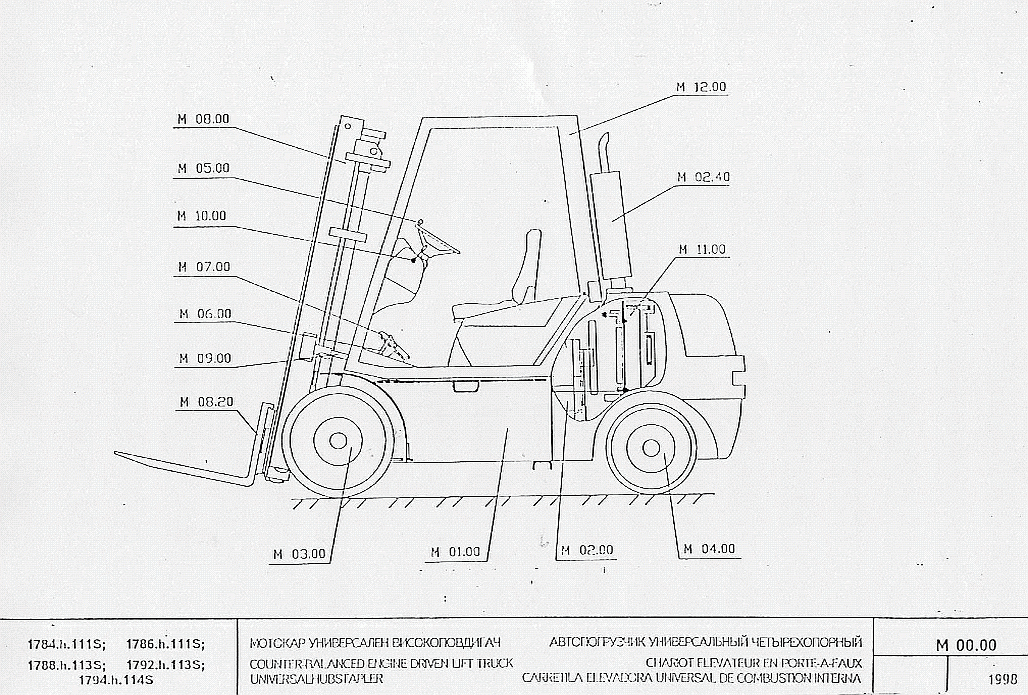 M 12.00
M 08.00
M 05.00
M 02.40
M 10.00
M 11.00
M 07.00
M 06.00
M 09.00
M 08.20
M 03.00
M 01.00
M 02.00
M 04.00
1784.h.111S; 1786.h.111S;
1788.h.113S; 1792.h.113S;
1794.h.114S
МОТОКАР УНИВЕРСАЛЕН ВИСОКОПОВДИГАЧ
COUNTER-BALANCED ENGINE DRIVEN LIFT TRUCK
UNIVERSALHUBSTAPLER
АВТОПОГРУЗЧИК УНИВЕРСАЛЬНЫЙ ЧЕТЫРЕХОПОРНЫЙ
CHARIOT ELEVATEUR EN PORTE-A-FAUX
CARRETILA ELEVADORA UNIVERSAL DE COMBUSTION INTERNA
M 00.00
1998